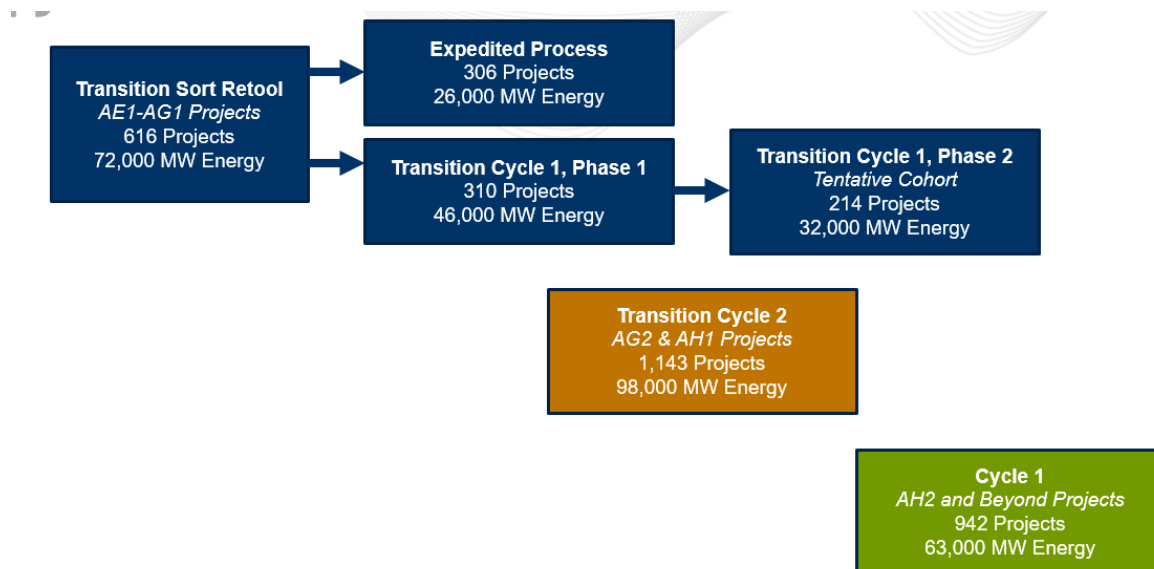 Transition Sort Retool
AE1-AG1 Projects
616 Projects
72,000 MW Energy
Expedited Process
306 Projects
26,000 MW Energy
Transition Cycle 1, Phase 1
310 Projects
46,000 MW Energy
Transition Cycle 1, Phase 2
Tentative Cohort
214 Projects
32,000 MW Energy
Transition Cycle 2
AG2 & AH1 Projects
1,143 Projects
98,000 MW Energy
Cycle 1
AH2 and Beyond Projects
942 Projects
63,000 MW Energy